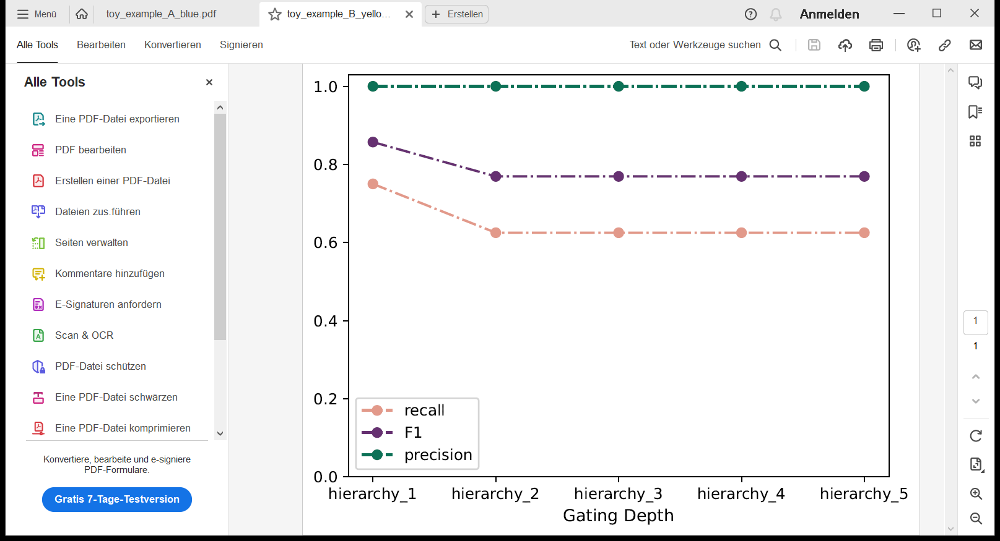 Menü
toy_example_A_blue.pdf
toy_example_B_yello...
Erstellen
Anmelden
Alle Tools
Bearbeiten
Konvertieren
Signieren
Text oder Werkzeuge suchen
Alle Tools
Eine PDF-Datei exportieren
PDF bearbeiten
Erstellen einer PDF-Datei
Dateien zus.führen
Seiten verwalten
Kommentare hinzufügen
E-Signaturen anfordern
Scan & OCR
PDF-Datei schützen
Eine PDF-Datei schwärzen
Eine PDF-Datei komprimieren
Konvertiere, bearbeite und e-signiere
PDF-Formulare.
Gratis 7-Tage-Testversion
1.0
0.8
0.6
0.4
0.2
0.0
recall
F1
precision
hierarchy_1
hierarchy_2
hierarchy_3
hierarchy_4
hierarchy_5
Gating Depth
1
1